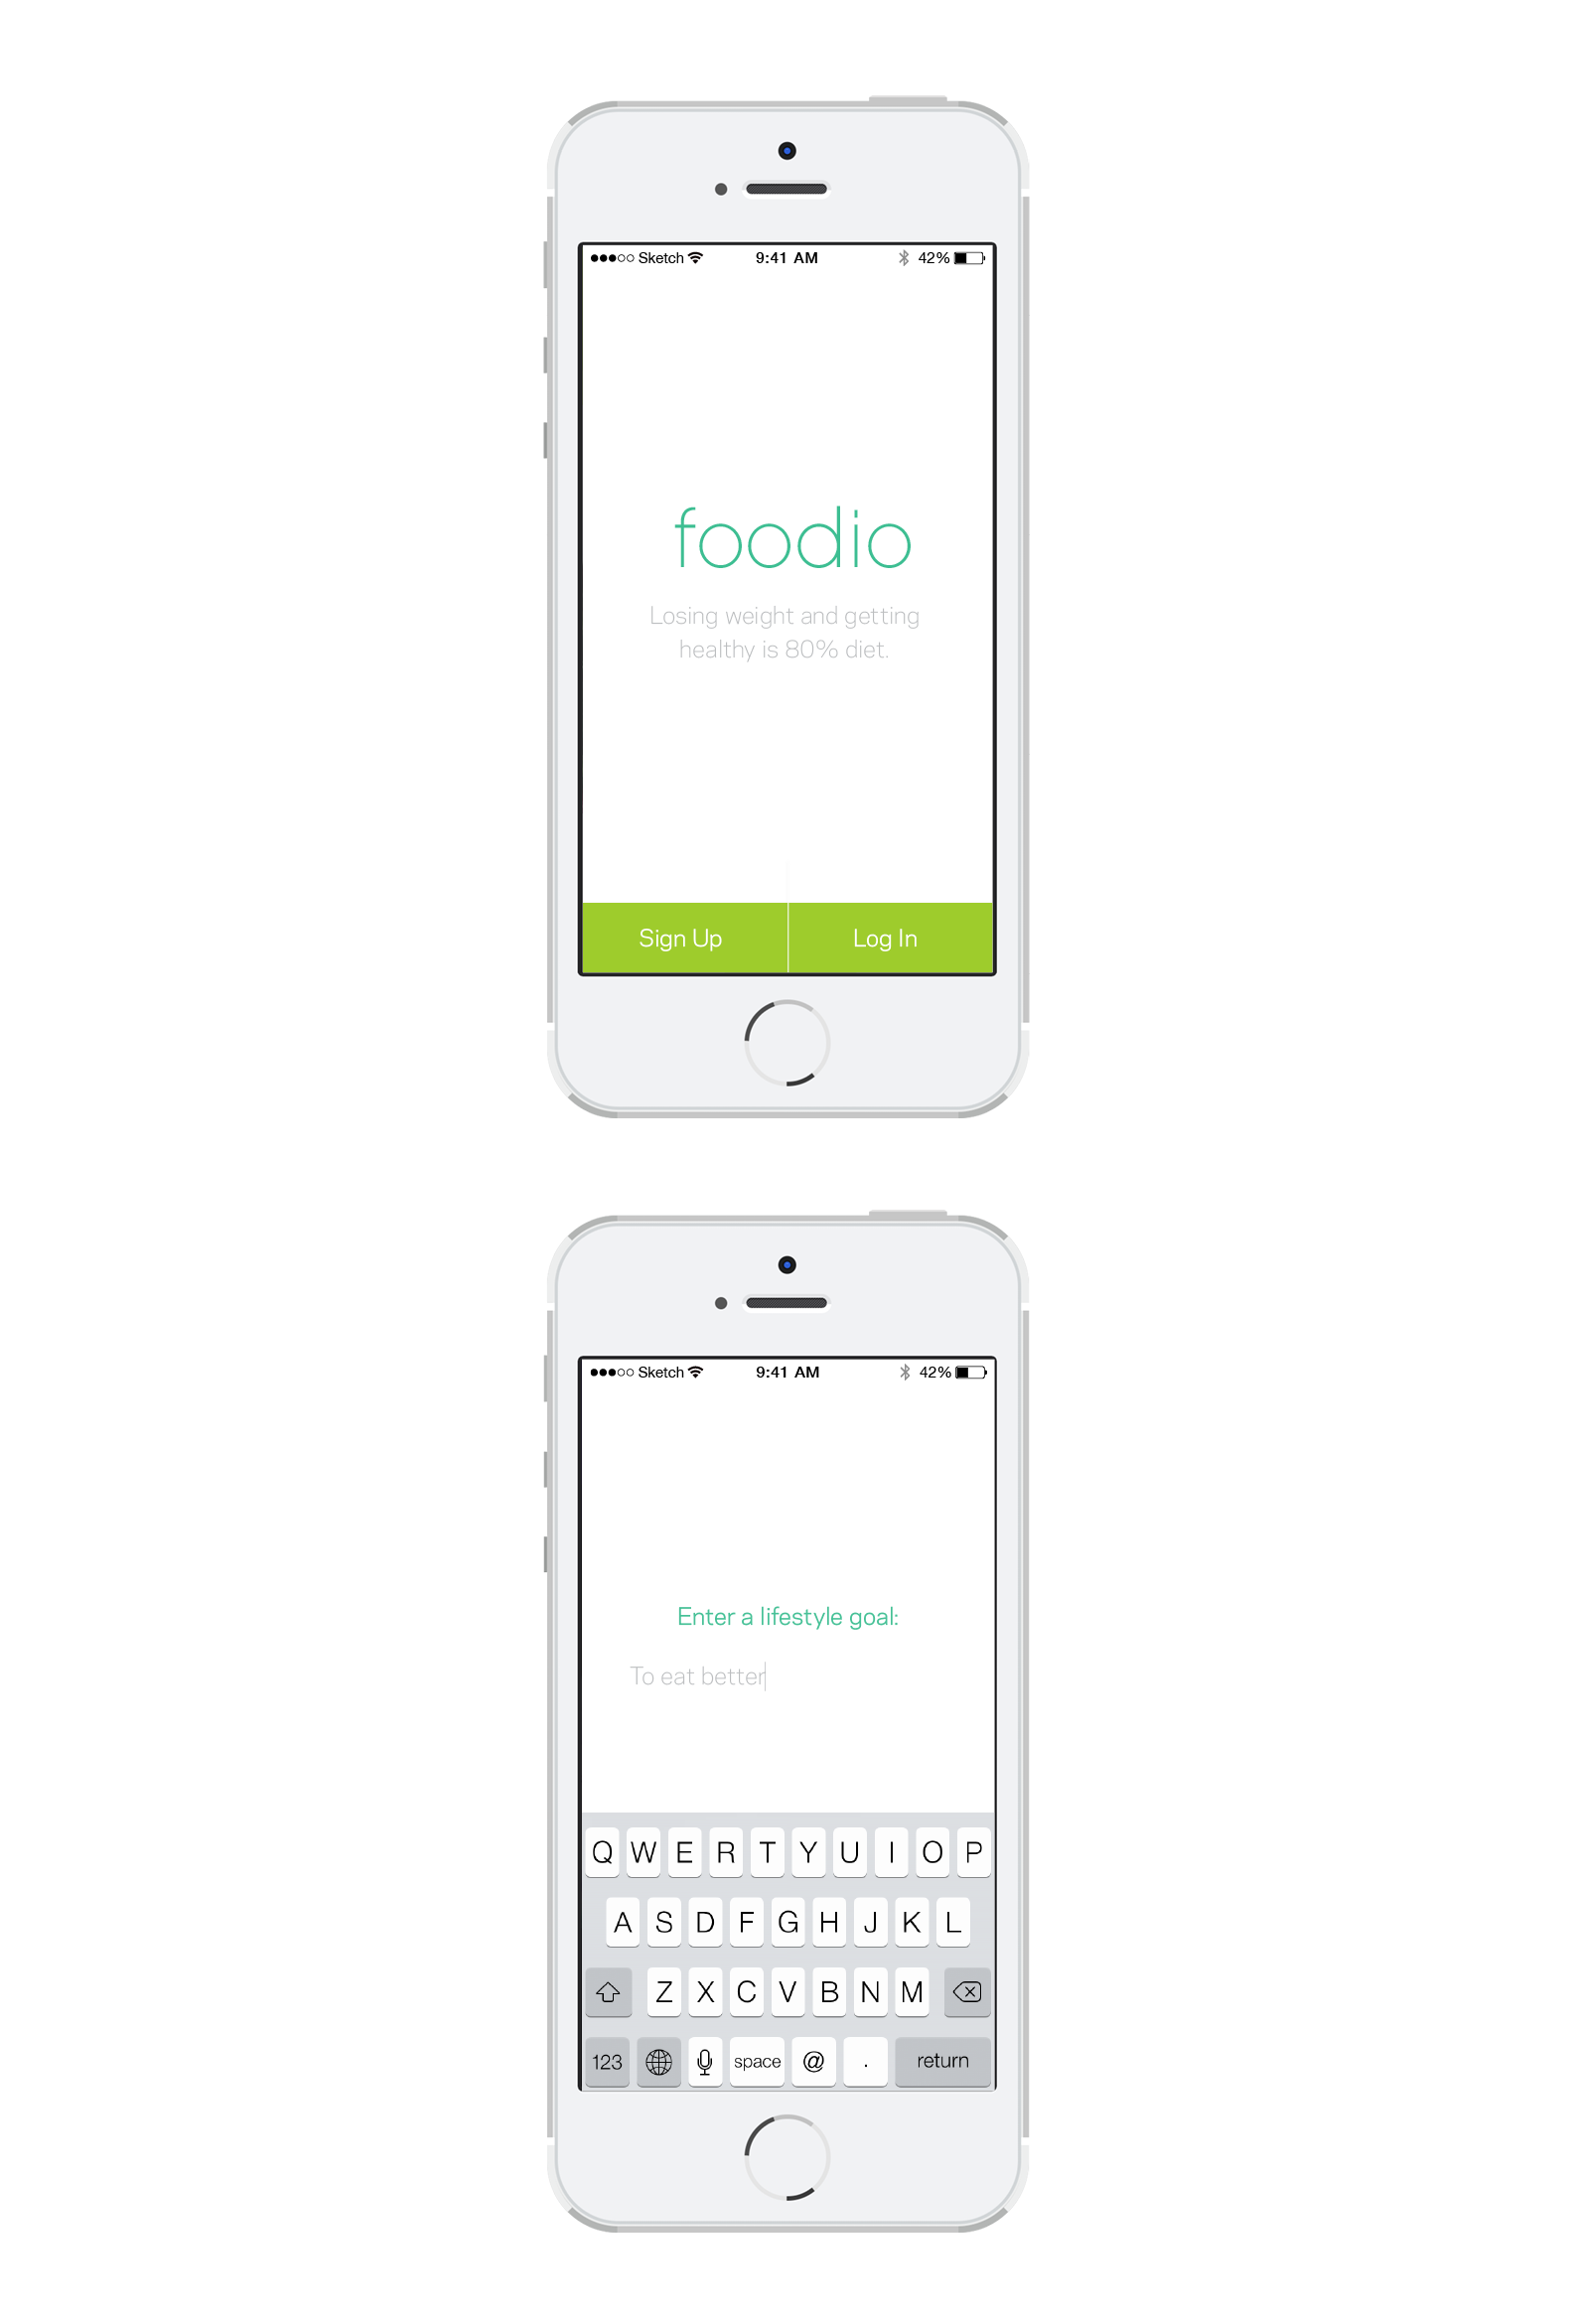 Sketch 9:41 AM 42%
foodio
Losing weight and getting
healthy is 80% diet.
Sign Up Log In
Sketch 9:41 AM 42%
Enter a lifestyle goal:
To eat better
Q W E R T Y U I O P
A S D F G H J K L
Z X C V B N M
123 space @ . return